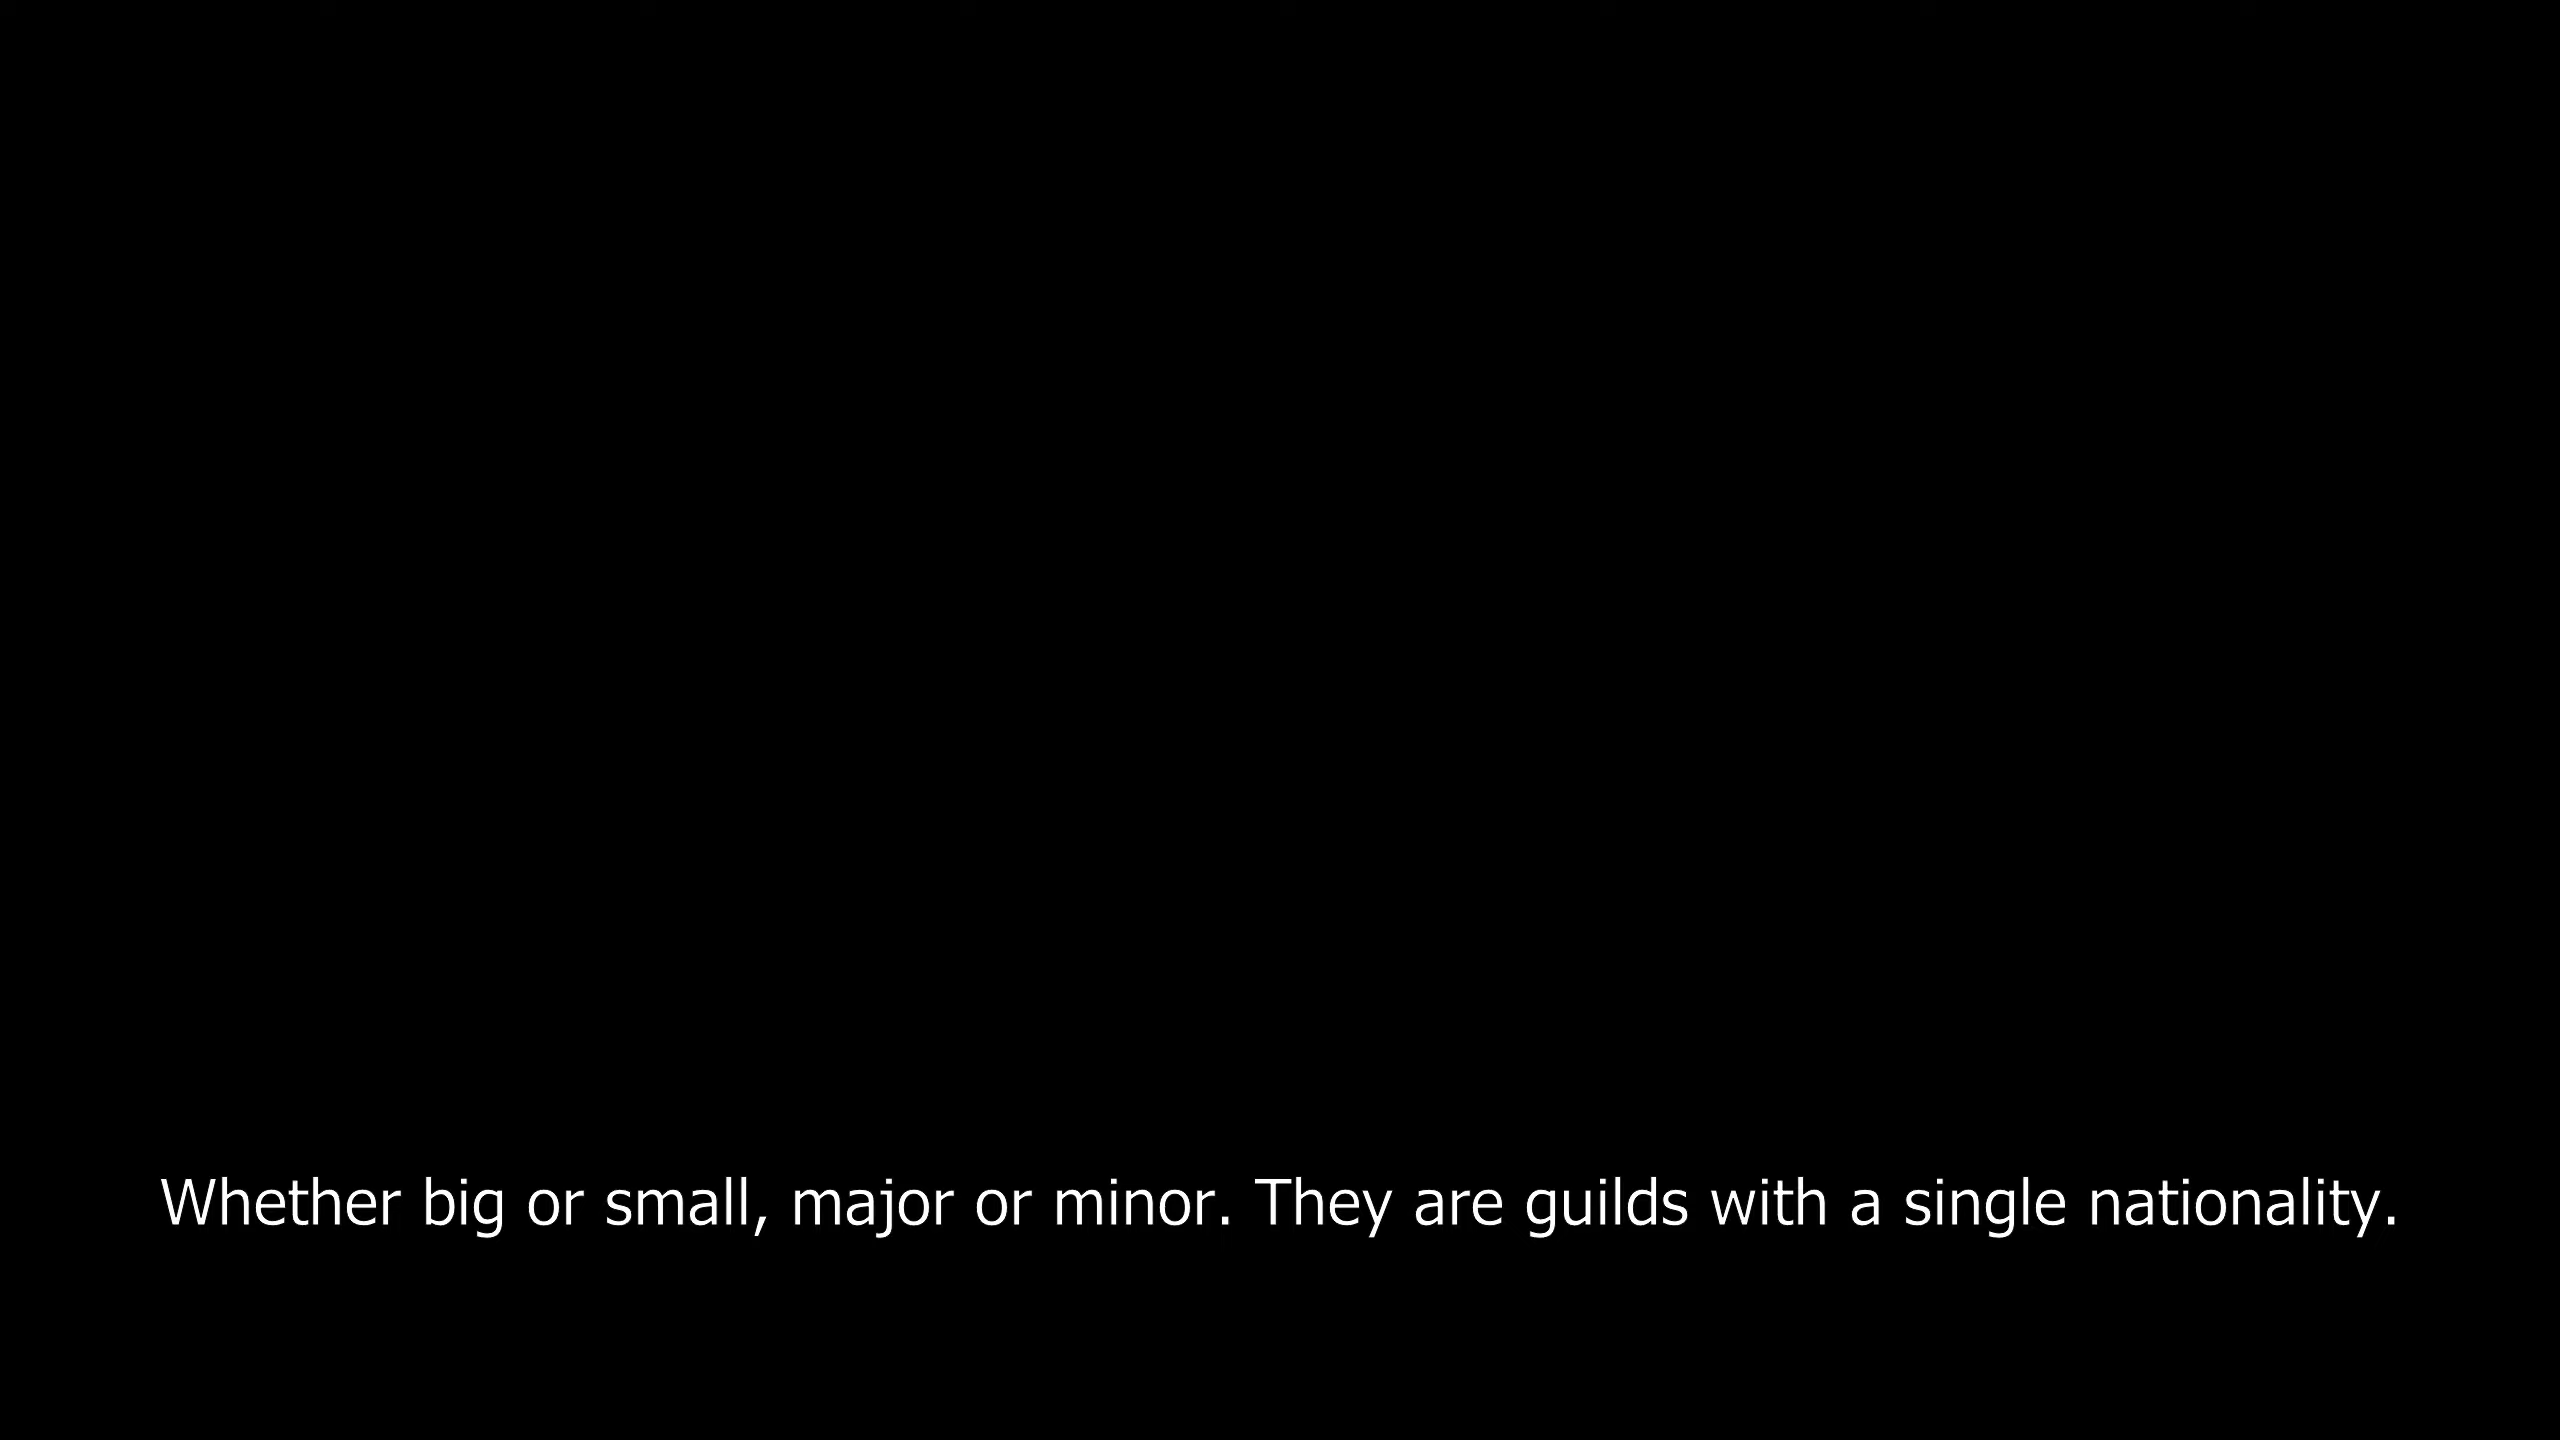 Whether big or small, major or minor. They are guilds with a single nationality.